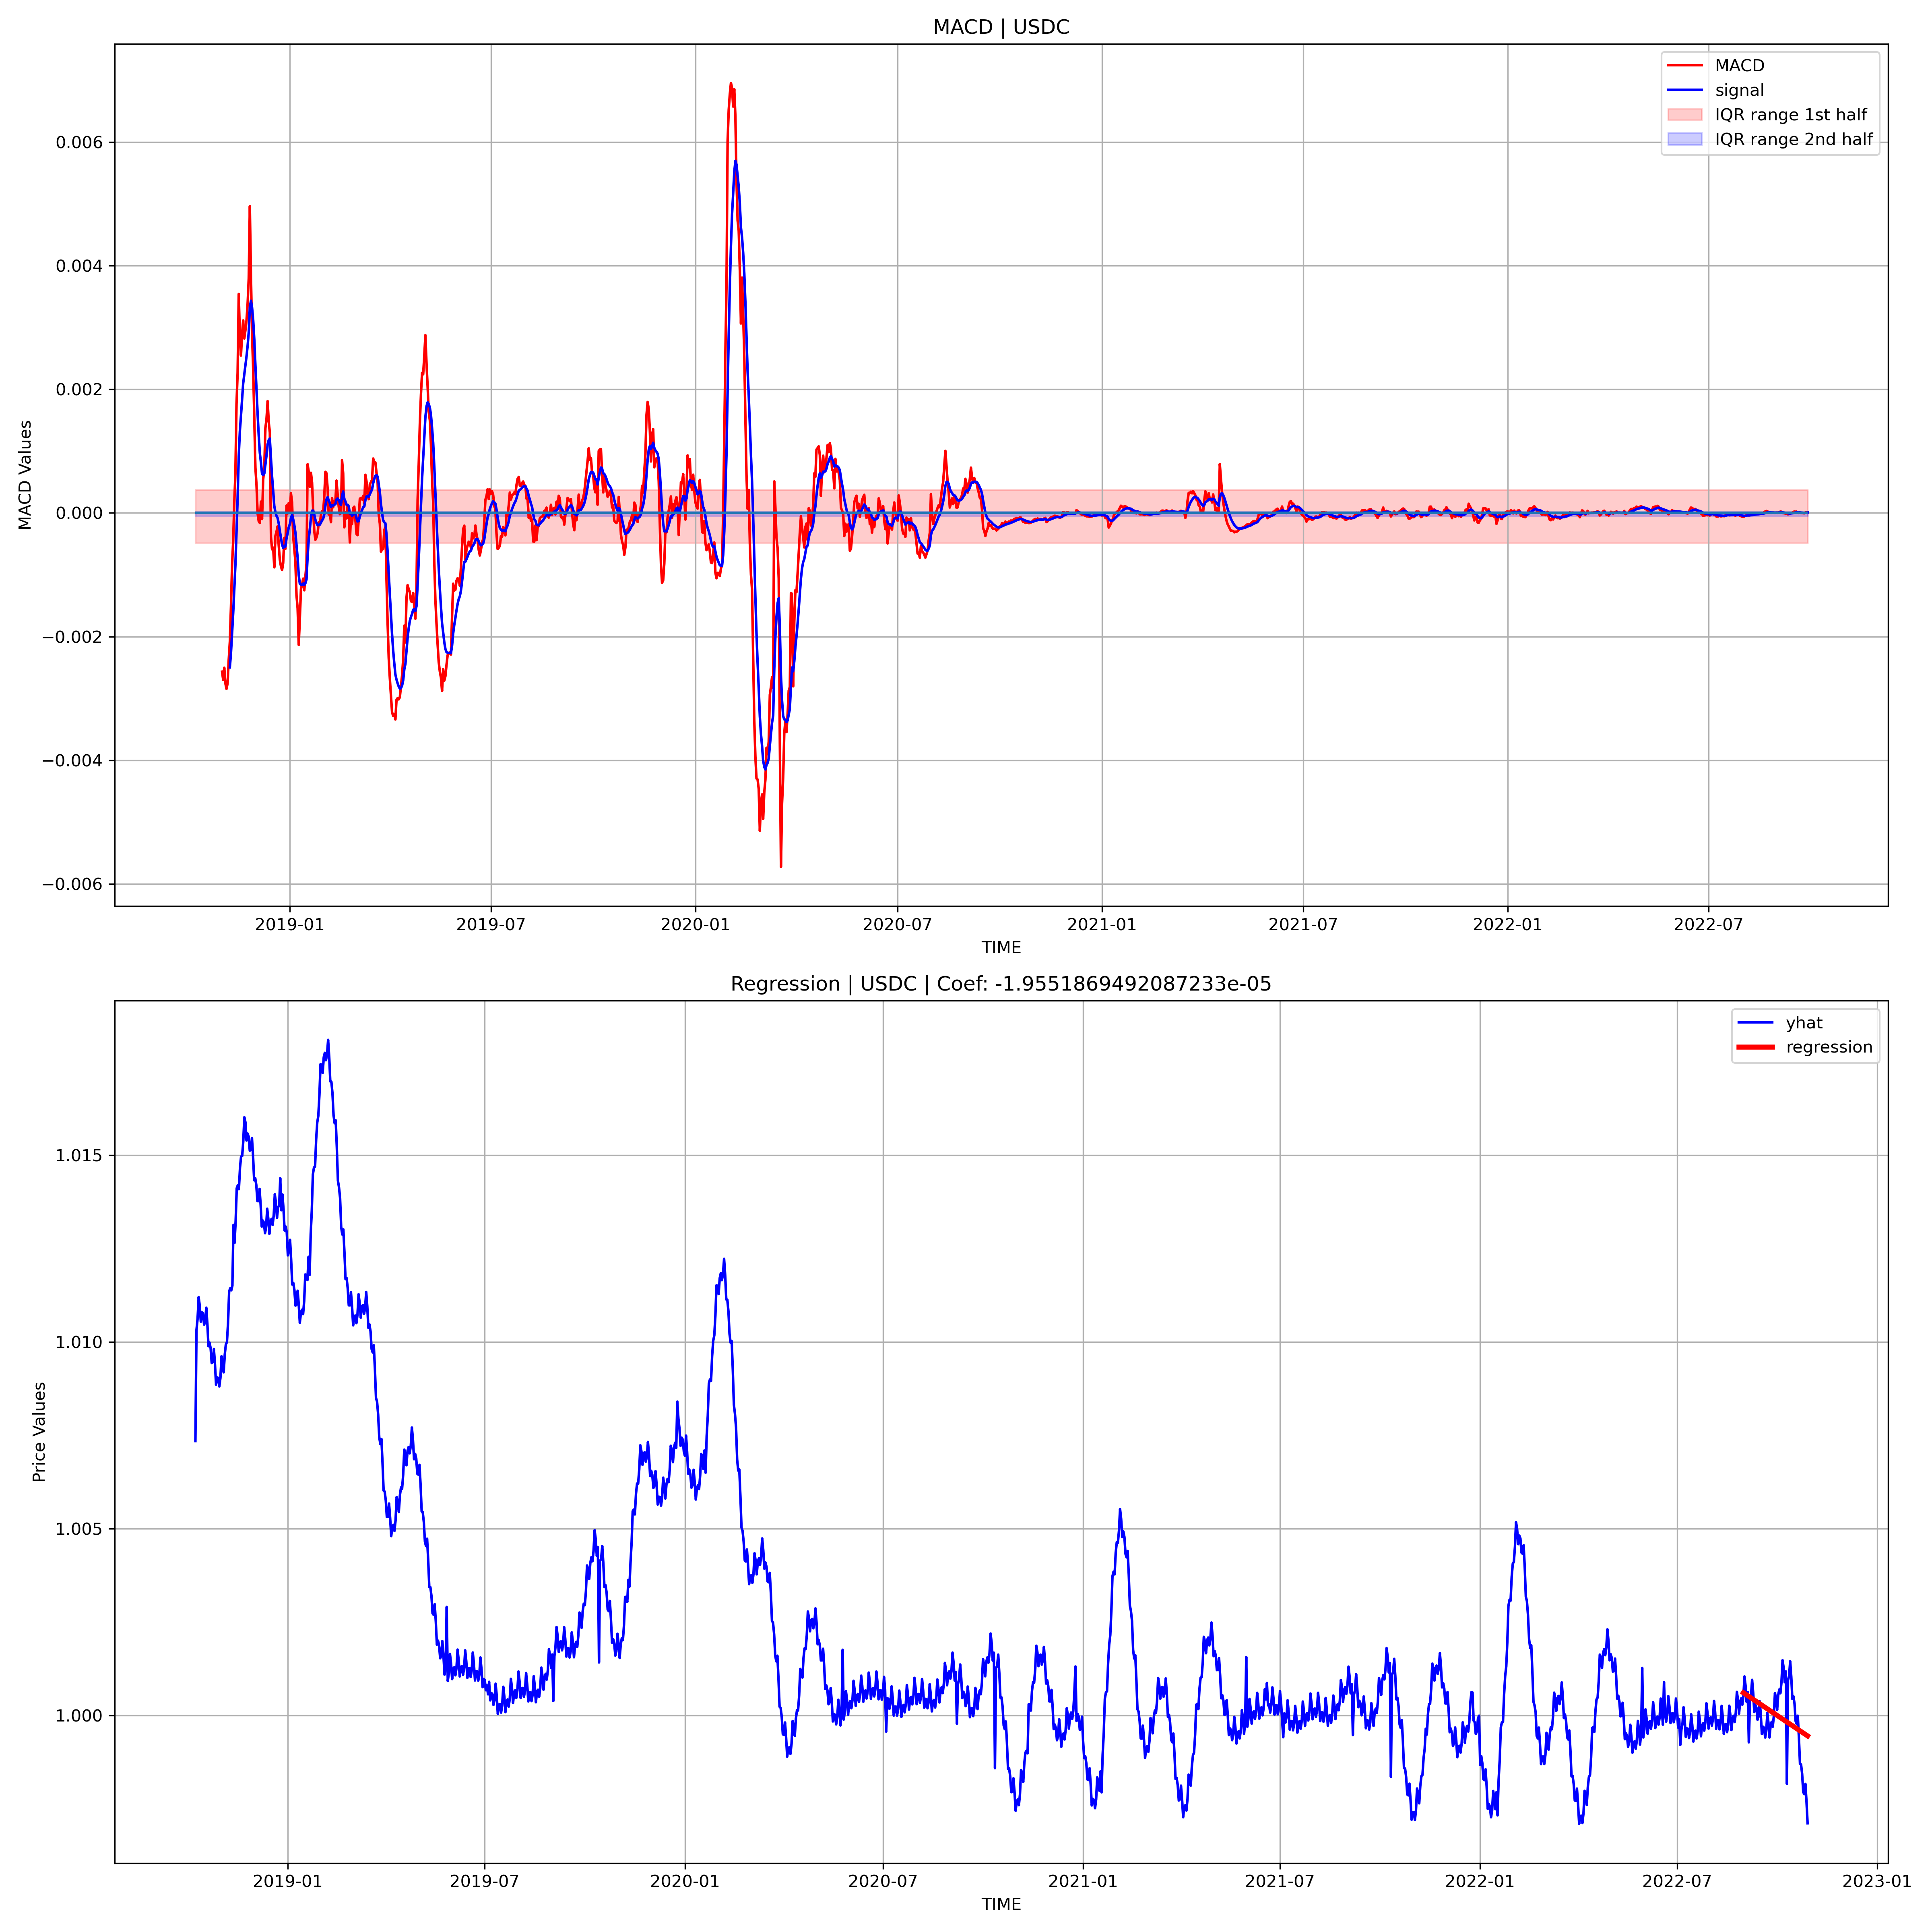 MACD | USDC
MACD
signal
IQR range 1st half
IQR range 2nd half
MACD Values
0.006
0.004
0.002
0.000
−0.002
−0.004
−0.006
2019-01 2019-07 2020-01 2020-07 2021-01 2021-07 2022-01 2022-07
TIME
Regression | USDC | Coef: -1.9551869492087233e-05
yhat
regression
Price Values
1.015
1.010
1.005
1.000
2019-01 2019-07 2020-01 2020-07 2021-01 2021-07 2022-01 2022-07 2023-01
TIME